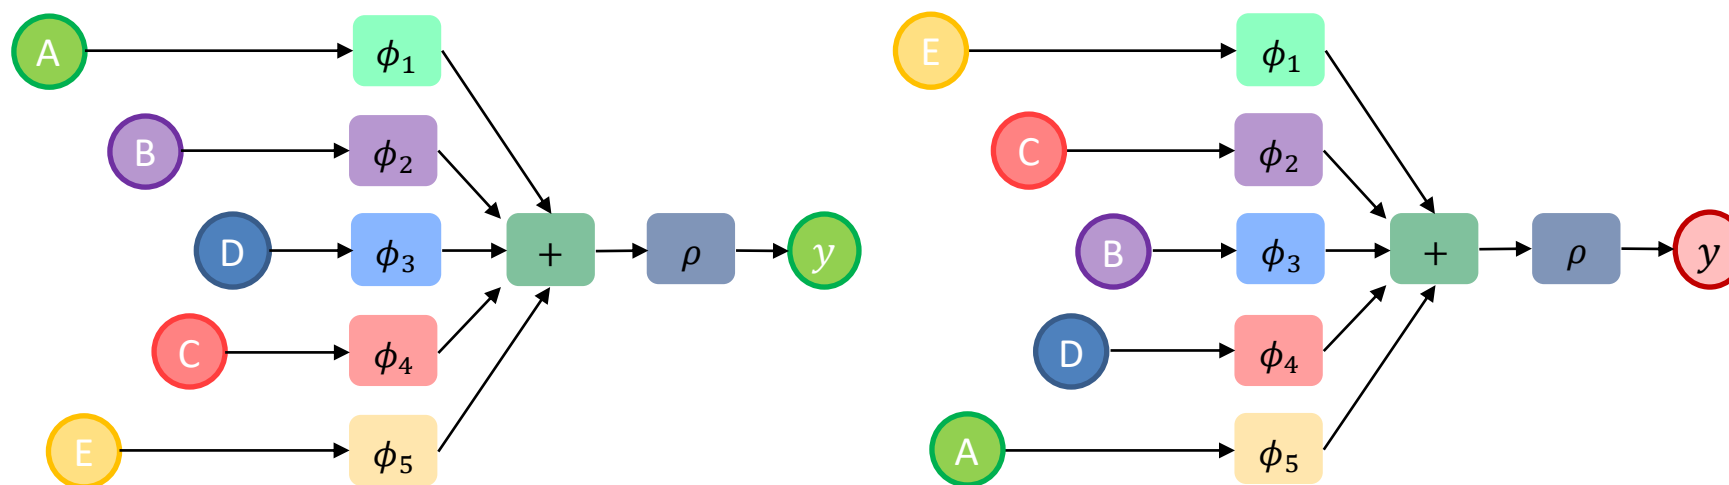 A ϕ₁ E ϕ₁
B ϕ₂ C ϕ₂
D ϕ₃ + ρ y B ϕ₃ + ρ y
C ϕ₄ D ϕ₄
E ϕ₅ A ϕ₅